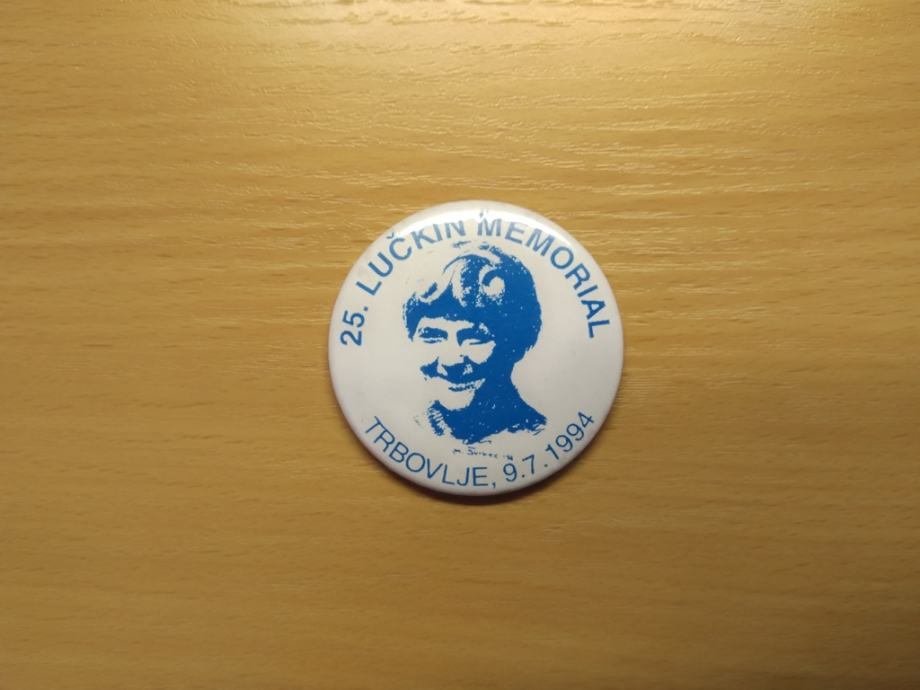 25. LUČKIN MEMORIAL
TRBOVLJE, 9.7.1994